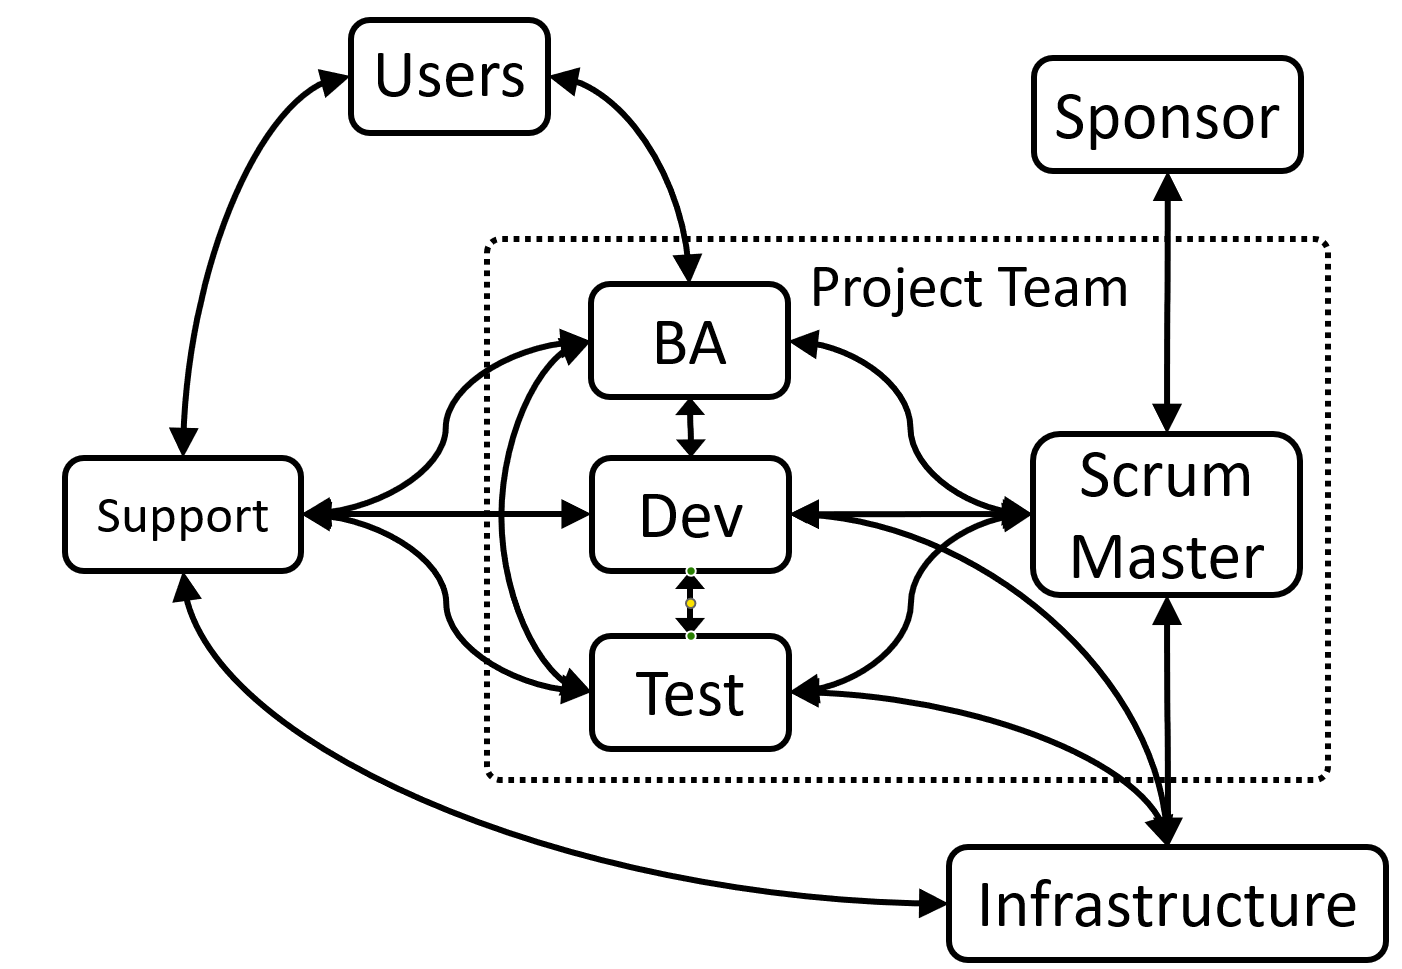 Users
Sponsor
Project Team
BA
Scrum
Master
Support
Dev
Test
Infrastructure